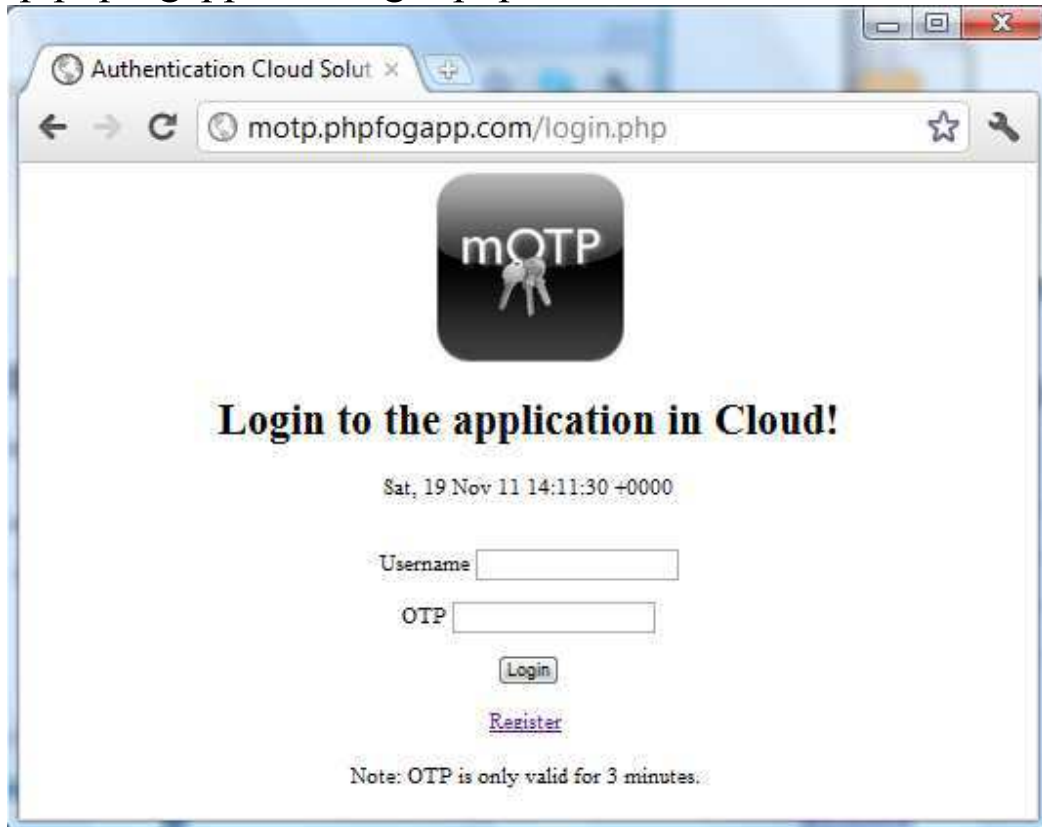 Authentication Cloud Solut
motp.phpfogapp.com/login.php
mOTP
Login to the application in Cloud!
Sat, 19 Nov 11 14:11:30 +0000
Username
OTP
Login
Register
Note: OTP is only valid for 3 minutes.